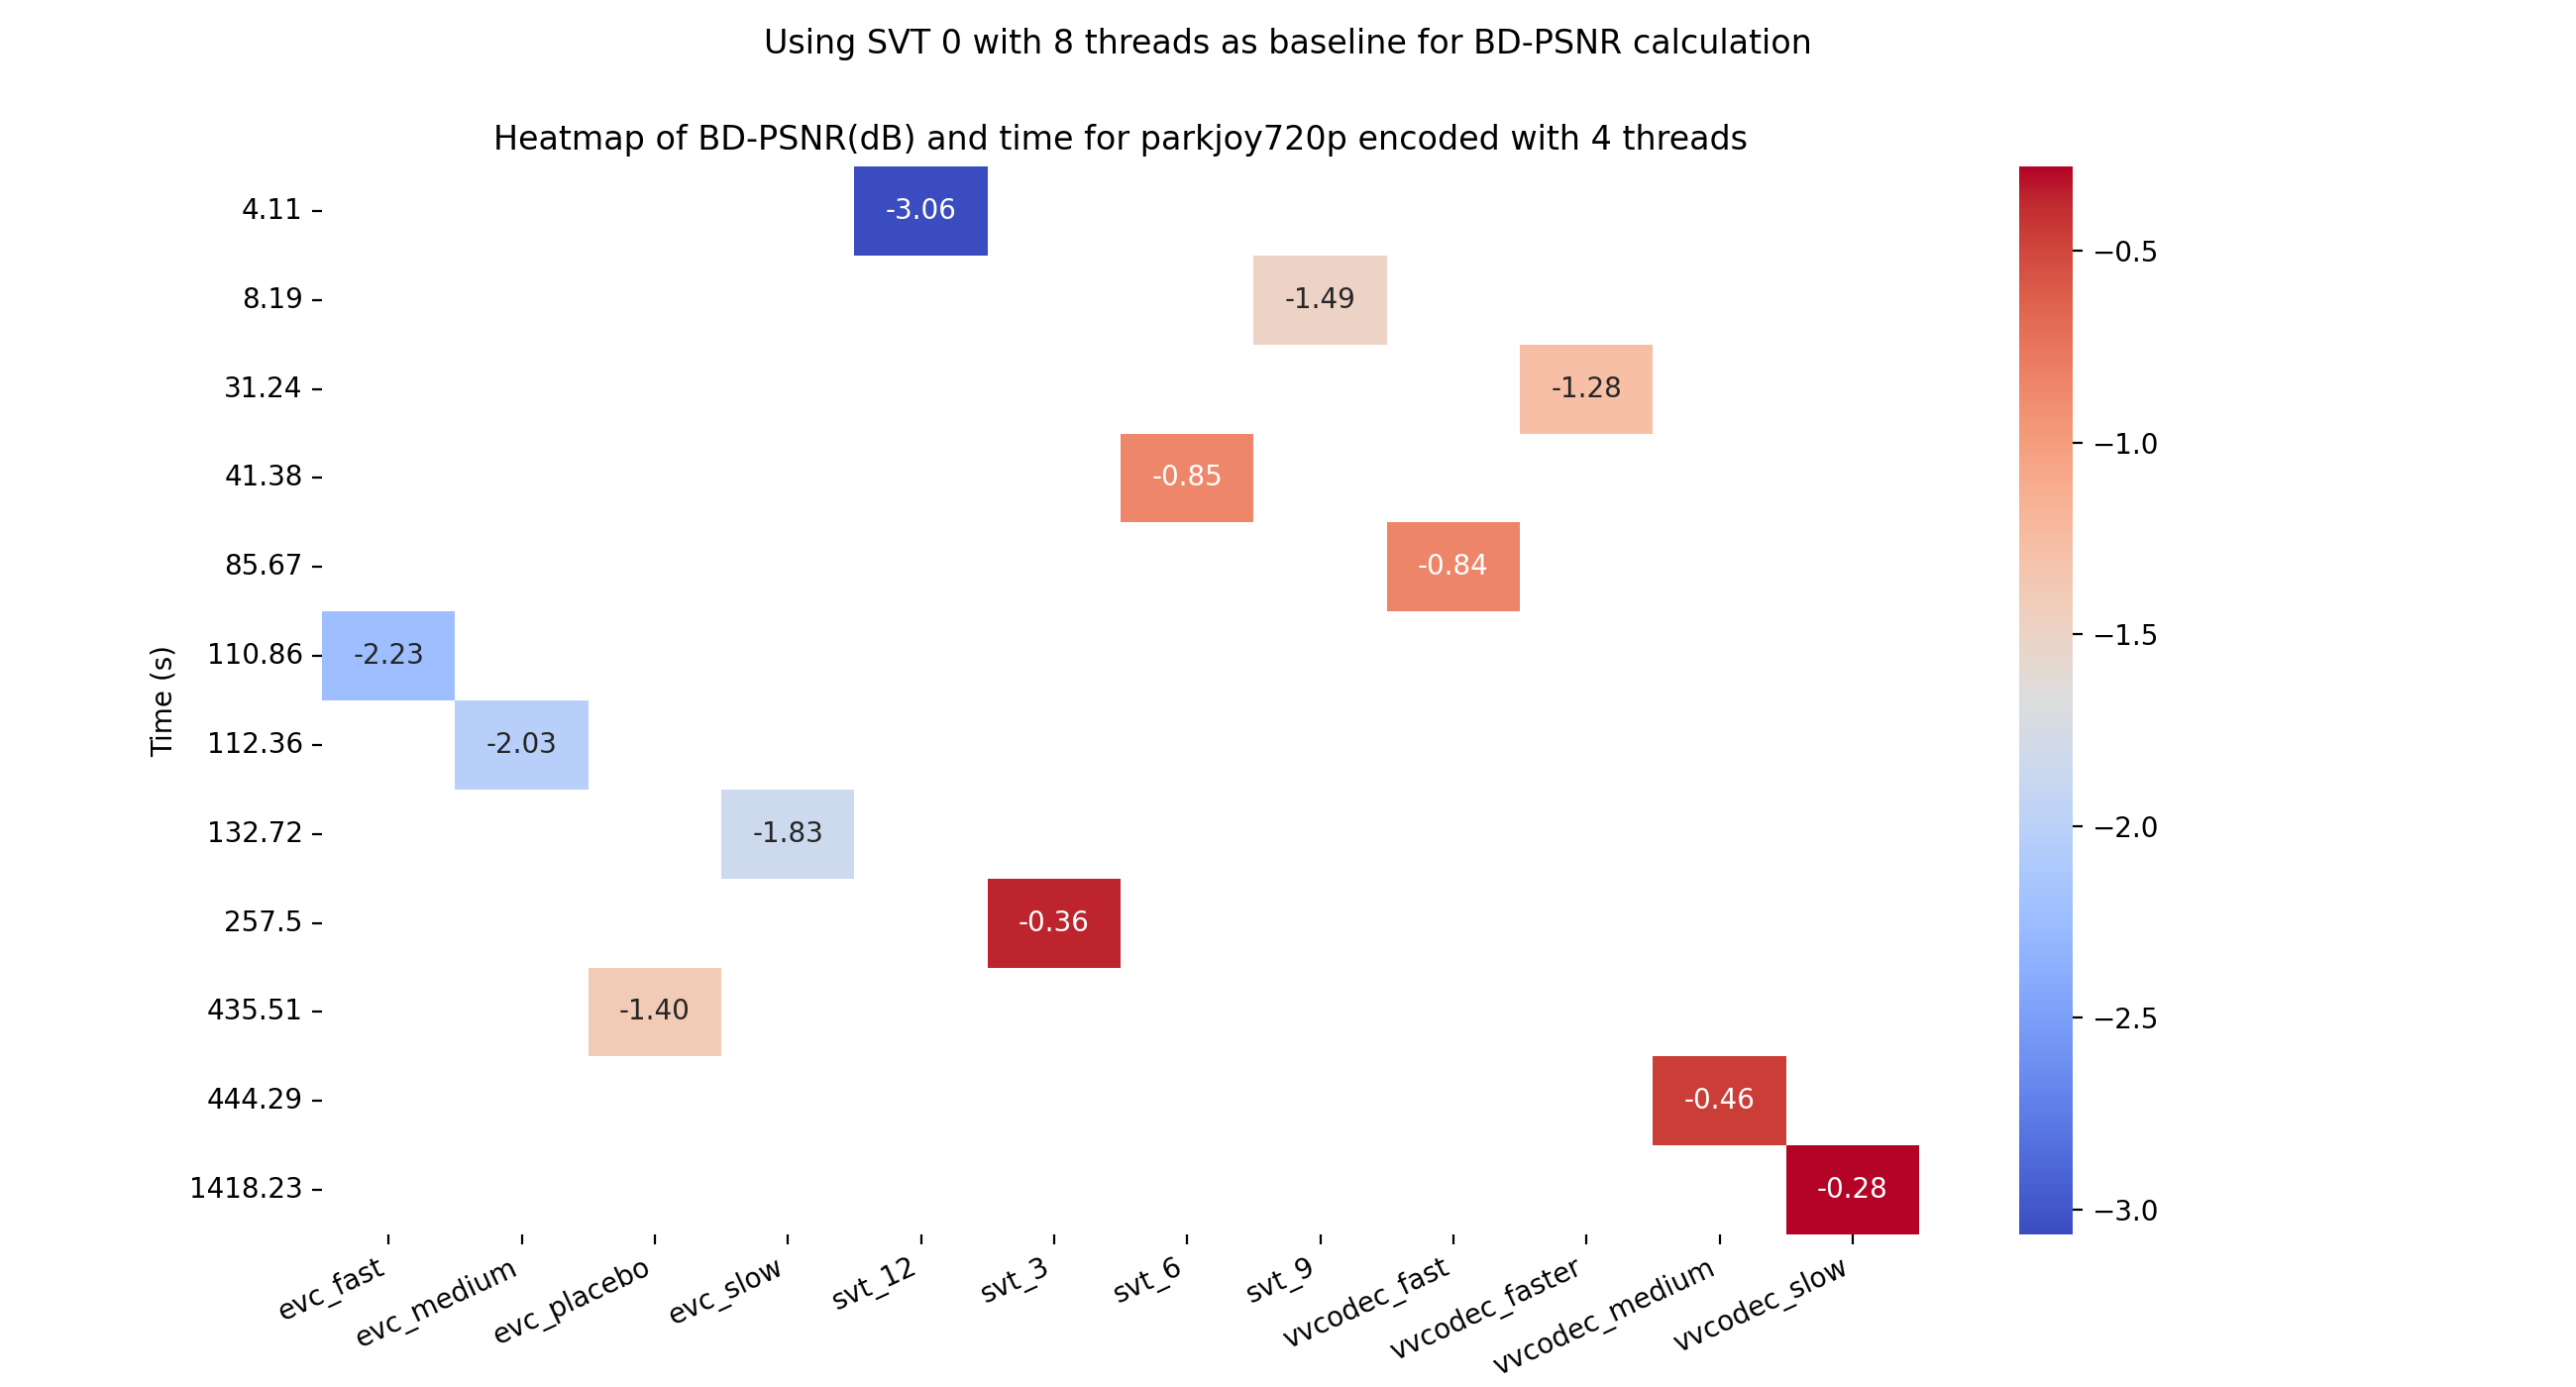 Using SVT 0 with 8 threads as baseline for BD-PSNR calculation
Heatmap of BD-PSNR(dB) and time for parkjoy720p encoded with 4 threads
4.11
-3.06
8.19
-1.49
31.24
-1.28
41.38
-0.85
85.67
-0.84
110.86
-2.23
112.36
-2.03
132.72
-1.83
257.5
-0.36
435.51
-1.40
444.29
-0.46
1418.23
-0.28
Time (s)
evc_fast
evc_medium
evc_placebo
evc_slow
svt_12
svt_3
svt_6
svt_9
vvcodec_fast
vvcodec_faster
vvcodec_medium
vvcodec_slow
−0.5
−1.0
−1.5
−2.0
−2.5
−3.0